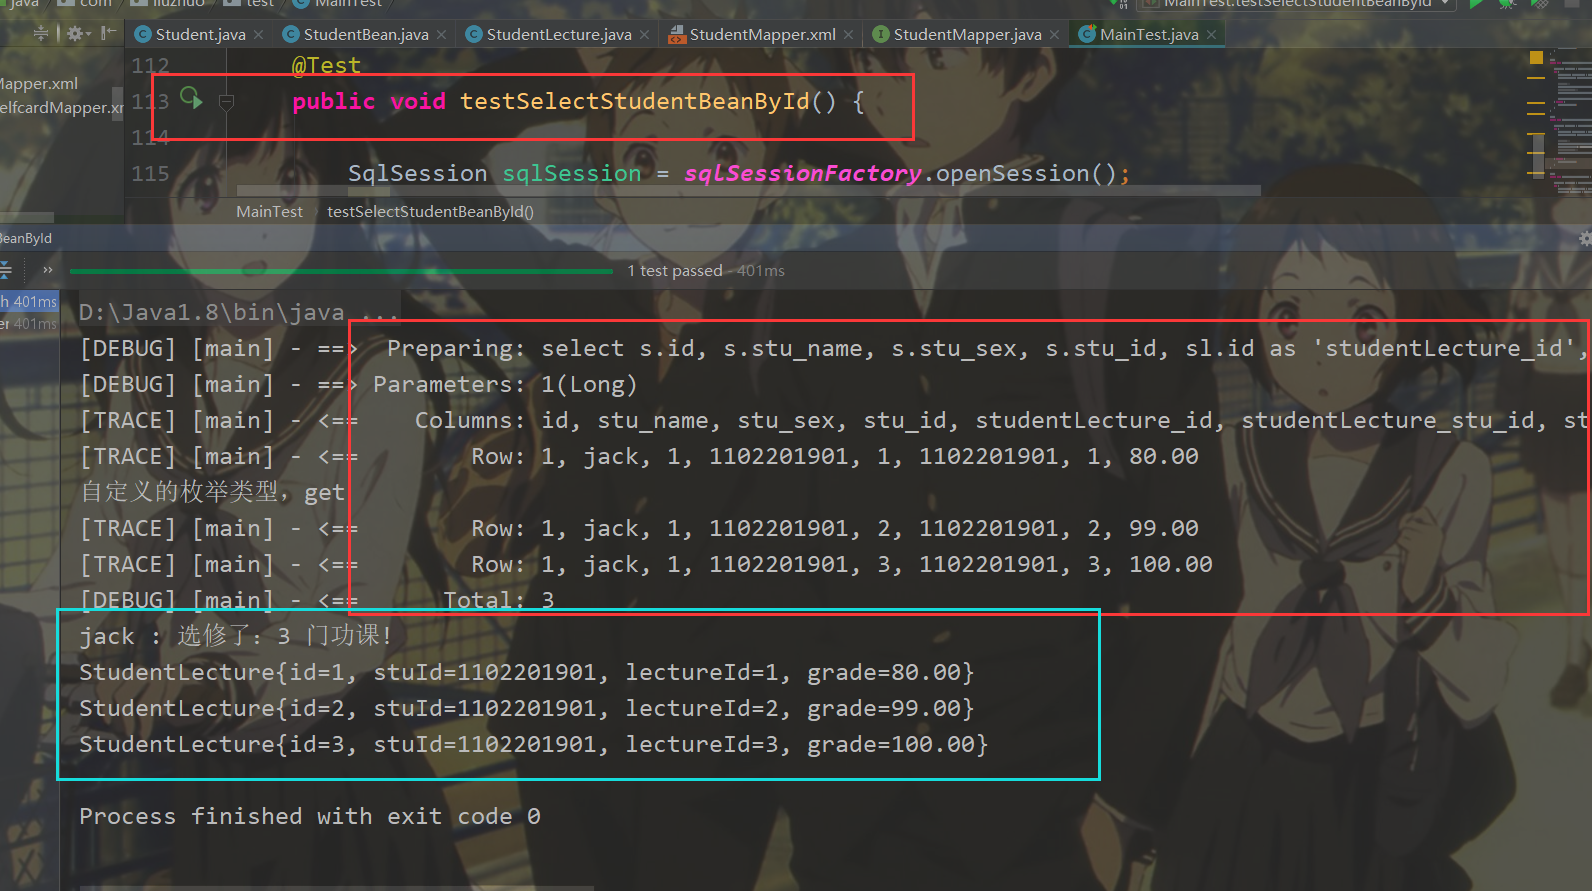 java com liuzhuo test MainTest MainTest.testSelectStudentBeanById
Student.java StudentBean.java StudentLecture.java StudentMapper.xml StudentMapper.java MainTest.java
Mapper.xml
elfcardMapper.xr
112 @Test
113 public void testSelectStudentBeanById() {
114
115 SqlSession sqlSession = sqlSessionFactory.openSession();
MainTest testSelectStudentBeanById()
BeanById
» 1 test passed - 401ms
h 401ms
er 401ms
D:\Java1.8\bin\java ...
[DEBUG] [main] - ==>  Preparing: select s.id, s.stu_name, s.stu_sex, s.stu_id, sl.id as 'studentLecture_id',
[DEBUG] [main] - ==> Parameters: 1(Long)
[TRACE] [main] - <==    Columns: id, stu_name, stu_sex, stu_id, studentLecture_id, studentLecture_stu_id, st
[TRACE] [main] - <==        Row: 1, jack, 1, 1102201901, 1, 1102201901, 1, 80.00
自定义的枚举类型，get
[TRACE] [main] - <==        Row: 1, jack, 1, 1102201901, 2, 1102201901, 2, 99.00
[TRACE] [main] - <==        Row: 1, jack, 1, 1102201901, 3, 1102201901, 3, 100.00
[DEBUG] [main] - <==      Total: 3
jack : 选修了：3 门功课！
StudentLecture{id=1, stuId=1102201901, lectureId=1, grade=80.00}
StudentLecture{id=2, stuId=1102201901, lectureId=2, grade=99.00}
StudentLecture{id=3, stuId=1102201901, lectureId=3, grade=100.00}
Process finished with exit code 0